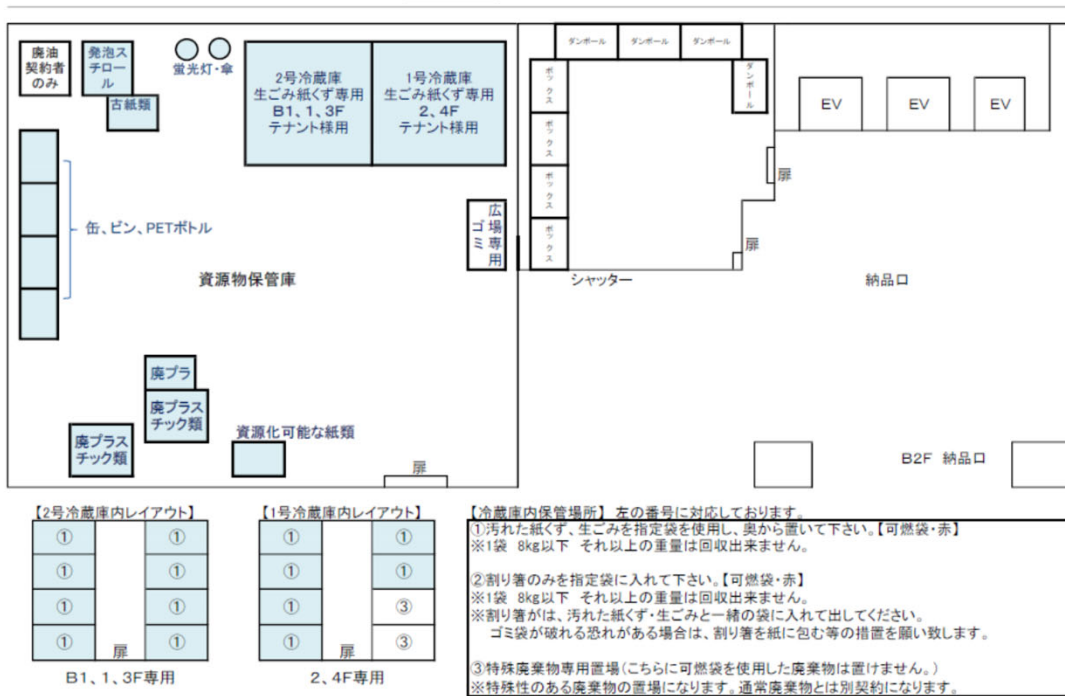 廃油
契約者
のみ
発泡ス
チロー
ル
古紙類
蛍光灯・傘
2号冷蔵庫
生ごみ紙くず専用
B1、1、3F
テナント様用
1号冷蔵庫
生ごみ紙くず専用
2、4F
テナント様用
ダンボール
ダンボール
ダンボール
ダンボール
ボックス
ボックス
ボックス
ボックス
EV
EV
EV
扉
扉
缶、ビン、PETボトル
広場専用
ゴミ
資源物保管庫
シャッター
納品口
廃プラ
廃プラス
チック類
廃プラス
チック類
資源化可能な紙類
扉
B2F 納品口
【2号冷蔵庫内レイアウト】
① ①
① ①
① ①
① 扉 ①
B1、1、3F専用
【1号冷蔵庫内レイアウト】
① ①
① ①
① ③
① 扉 ③
2、4F専用
【冷蔵庫内保管場所】 左の番号に対応しております。
①汚れた紙くず、生ごみを指定袋を使用し、奥から置いて下さい。【可燃袋・赤】
※1袋 8kg以下 それ以上の重量は回収出来ません。
②割り箸のみを指定袋に入れて下さい。【可燃袋・赤】
※1袋 8kg以下 それ以上の重量は回収出来ません。
※割り箸がは、汚れた紙くず・生ごみと一緒の袋に入れて出してください。
ゴミ袋が破れる恐れがある場合は、割り箸を紙に包む等の措置を願い致します。
③特殊廃棄物専用置場(こちらに可燃袋を使用した廃棄物は置けません。)
※特殊性のある廃棄物の置場になります。通常廃棄物とは別契約になります。